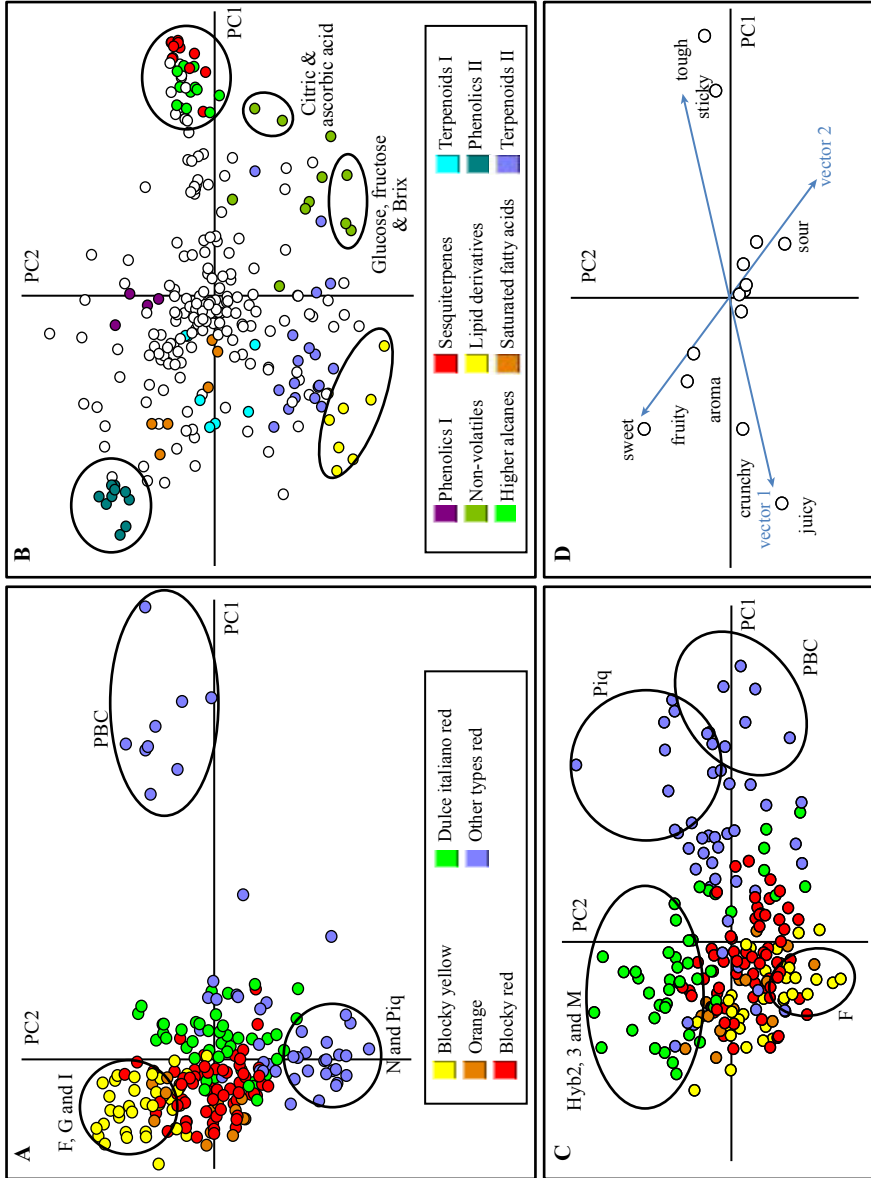 A
PC2
F, G and I
PBC
PC1
N and Piq
Blocky yellow
Orange
Blocky red
Dulce italiano red
Other types red
B
PC2
PC1
Citric &
ascorbic acid
Glucose, fructose
& Brix
Phenolics I
Non-volatiles
Higher alcanes
Sesquiterpenes
Lipid derivatives
Saturated fatty acids
Terpenoids I
Phenolics II
Terpenoids I
C
PC2
Hyb2, 3 and M
Piq
PC1
PBC
F
D
PC2
PC1
sweet
fruity
aroma
crunchy
vector 1
juicy
tough
sticky
vector 2
sour